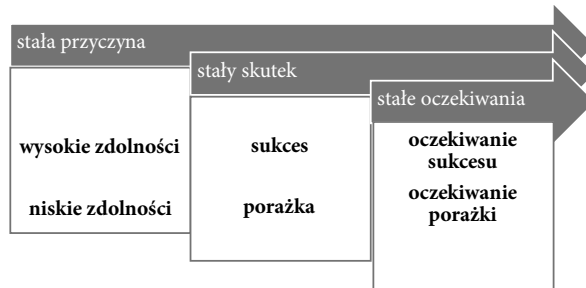 stała przyczyna
stały skutek
stałe oczekiwania
wysokie zdolności
niskie zdolności
sukces
porażka
oczekiwanie
sukcesu
oczekiwanie
porażki